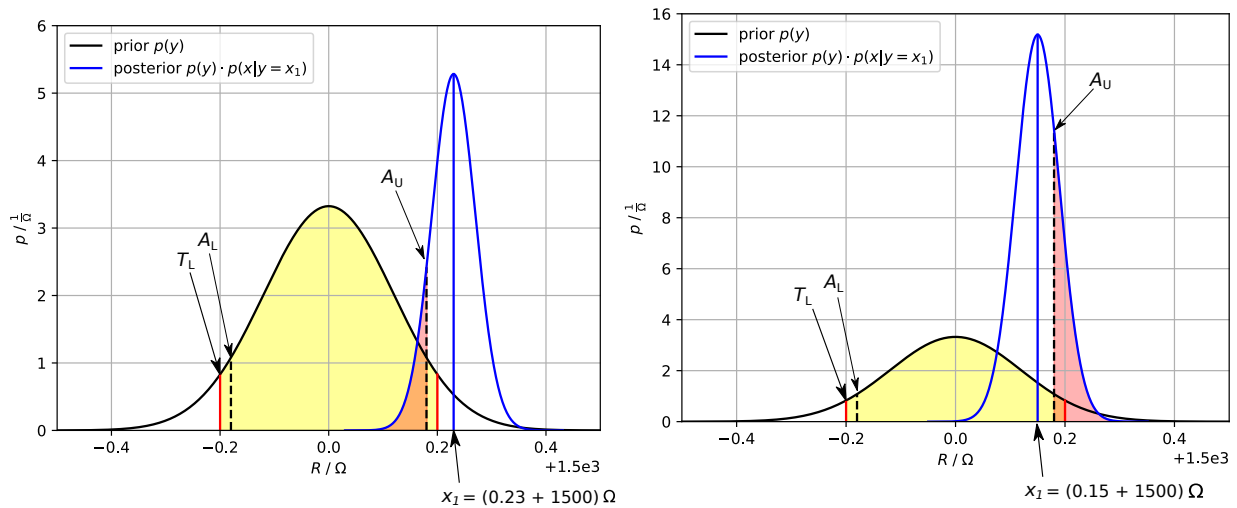 6
5
4
3
2
1
0
p / 1/Ω
prior p(y)
posterior p(y) · p(x|y = x₁)
A_U
A_L
T_L
−0.4
−0.2
0.0
0.2
0.4
R / Ω
+1.5e3
x₁ = (0.23 + 1500) Ω
16
14
12
10
8
6
4
2
0
p / 1/Ω
prior p(y)
posterior p(y) · p(x|y = x₁)
A_U
A_L
T_L
−0.4
−0.2
0.0
0.2
0.4
R / Ω
+1.5e3
x₁ = (0.15 + 1500) Ω